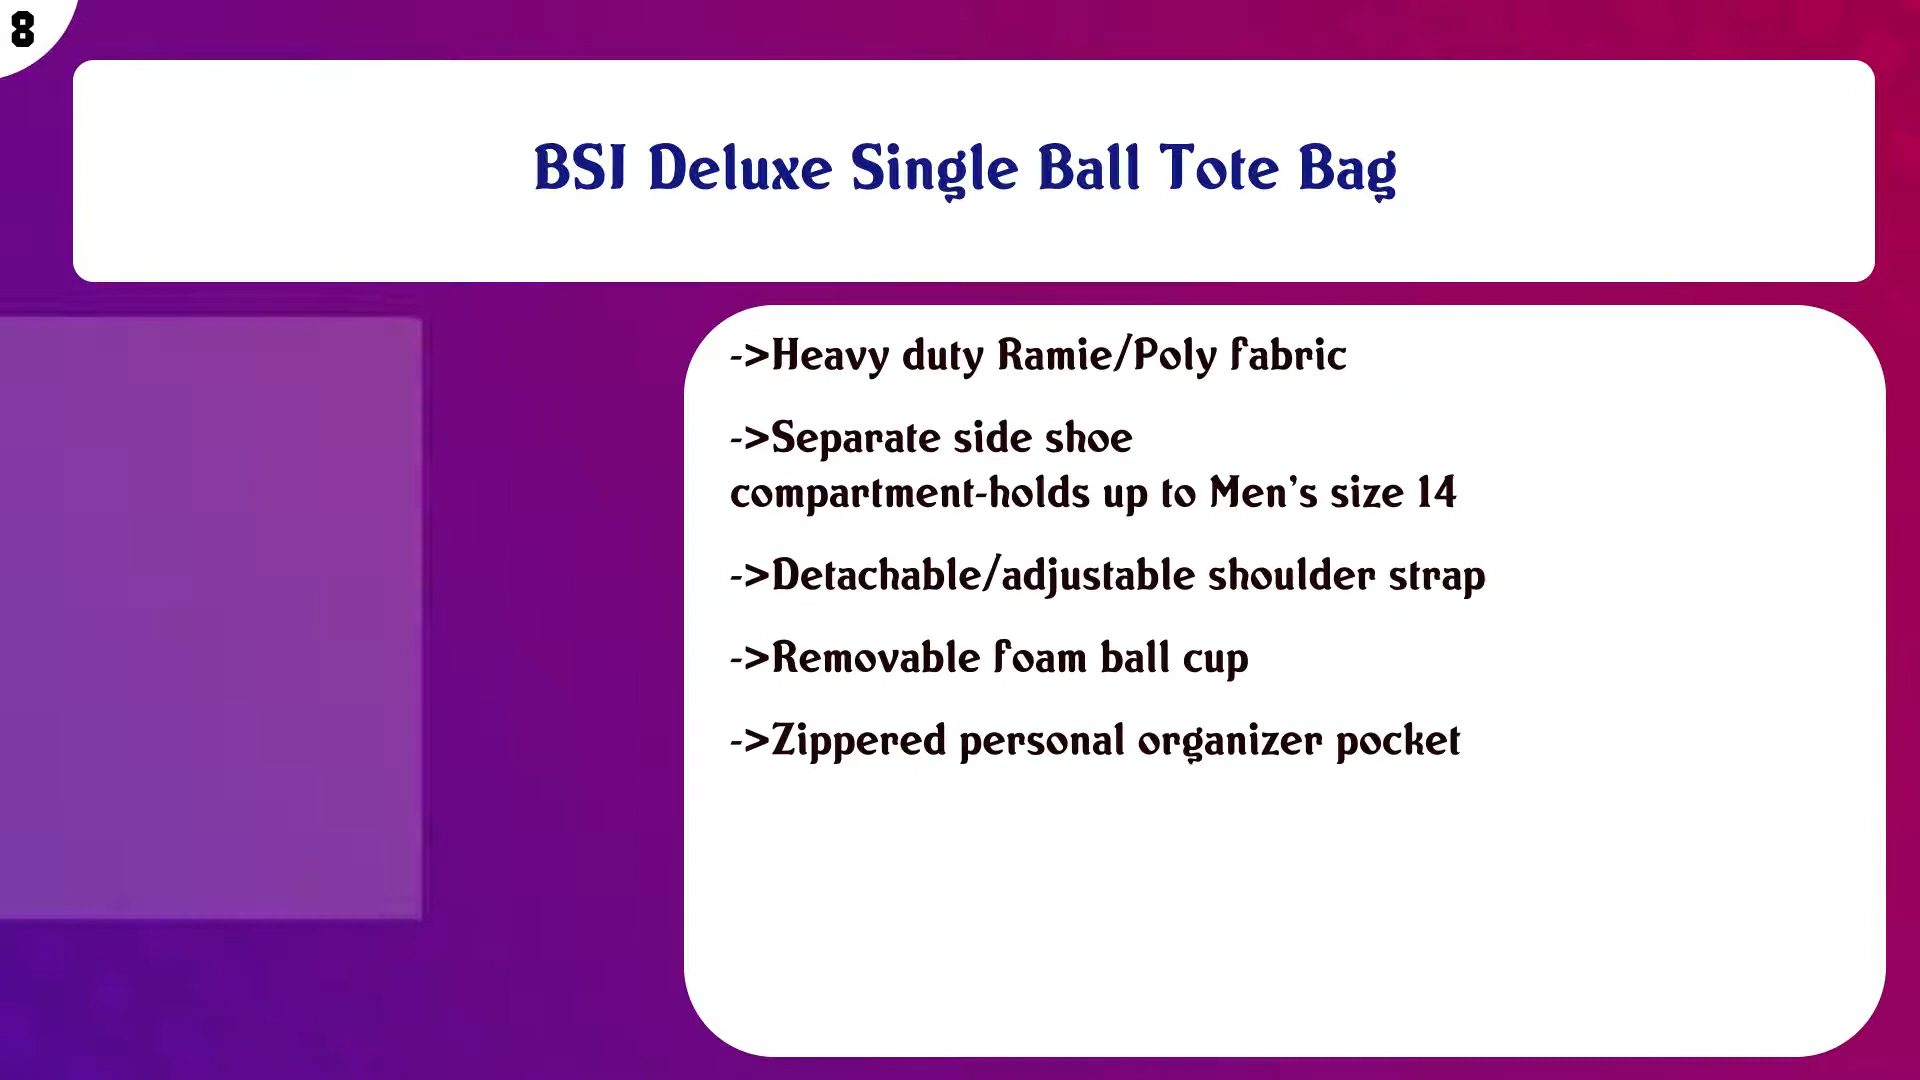 8
BSI Deluxe Single Ball Tote Bag
->Heavy duty Ramie/Poly fabric
->Separate side shoe
compartment-holds up to Men's size 14
->Detachable/adjustable shoulder strap
->Removable foam ball cup
->Zippered personal organizer pocket